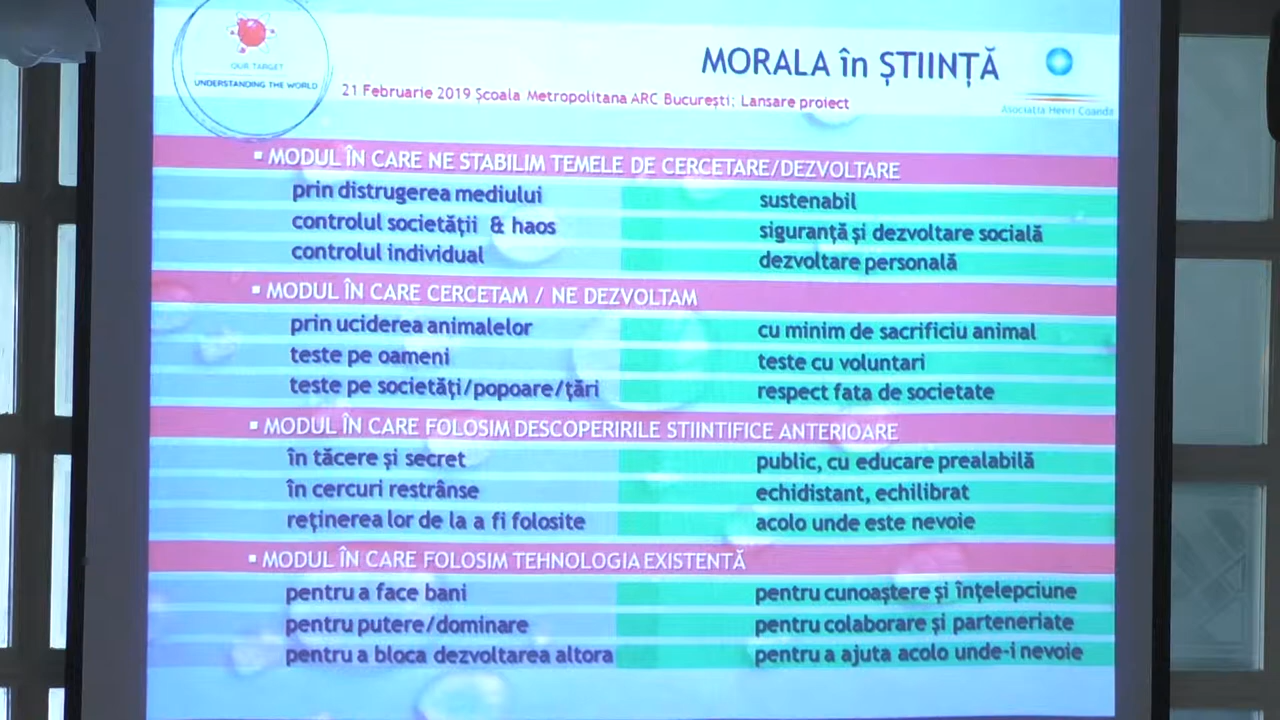 OUR TARGET
UNDERSTANDING THE WORLD
MORALA în ȘTIINȚĂ
21 Februarie 2019 Școala Metropolitana ARC București; Lansare proiect
Asociatia Henri Coanda
▪ MODUL ÎN CARE NE STABILIM TEMELE DE CERCETARE/DEZVOLTARE
prin distrugerea mediului sustenabil
controlul societății & haos siguranță și dezvoltare socială
controlul individual dezvoltare personală
▪ MODUL ÎN CARE CERCETAM / NE DEZVOLTAM
prin uciderea animalelor cu minim de sacrificiu animal
teste pe oameni teste cu voluntari
teste pe societăți/popoare/țări respect fata de societate
▪ MODUL ÎN CARE FOLOSIM DESCOPERIRILE STIINTIFICE ANTERIOARE
în tăcere și secret public, cu educare prealabilă
în cercuri restrânse echidistant, echilibrat
reținerea lor de la a fi folosite acolo unde este nevoie
▪ MODUL ÎN CARE FOLOSIM TEHNOLOGIA EXISTENTĂ
pentru a face bani pentru cunoaștere și înțelepciune
pentru putere/dominare pentru colaborare și parteneriate
pentru a bloca dezvoltarea altora pentru a ajuta acolo unde-i nevoie